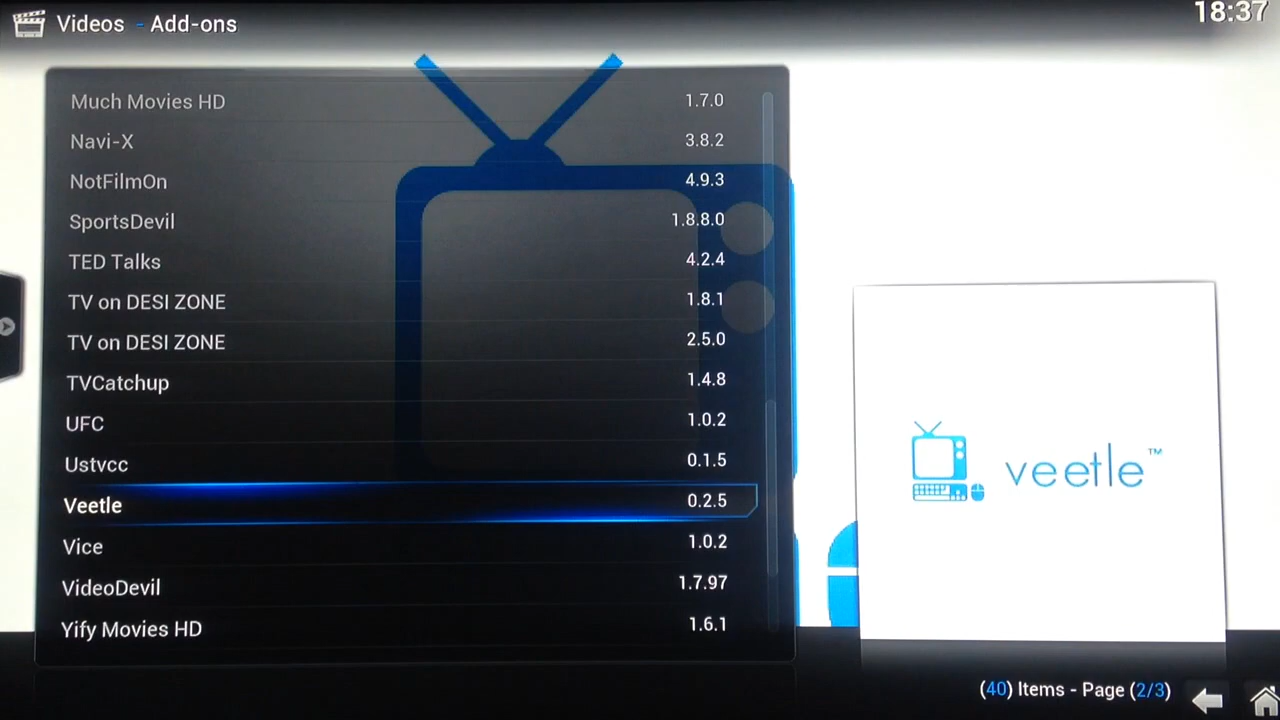 Videos - Add-ons
18:37
Much Movies HD 1.7.0
Navi-X 3.8.2
NotFilmOn 4.9.3
SportsDevil 1.8.8.0
TED Talks 4.2.4
TV on DESI ZONE 1.8.1
TV on DESI ZONE 2.5.0
TVCatchup 1.4.8
UFC 1.0.2
Ustvcc 0.1.5
Veetle 0.2.5
Vice 1.0.2
VideoDevil 1.7.97
Yify Movies HD 1.6.1
veetle™
(40) Items - Page (2/3)